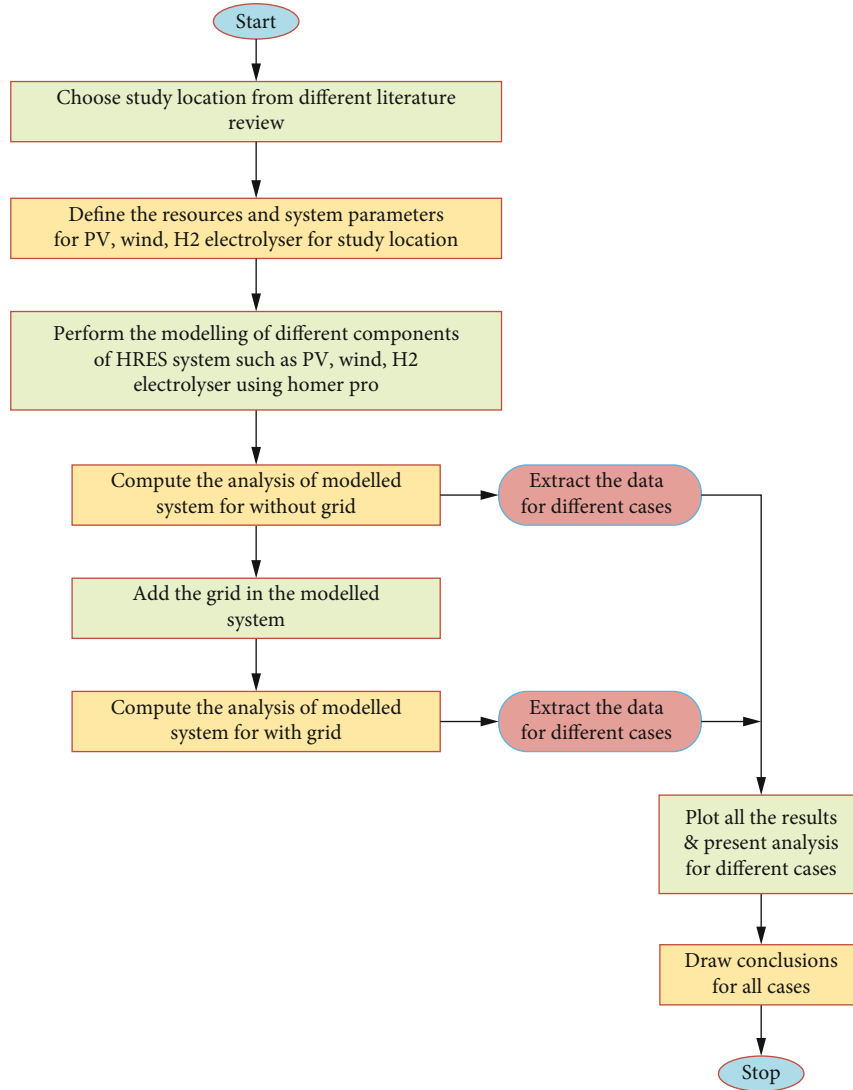 Start
Choose study location from different literature
review
Define the resources and system parameters
for PV, wind, H2 electrolyser for study location
Perform the modelling of different components
of HRES system such as PV, wind, H2
electrolyser using homer pro
Compute the analysis of modelled
system for without grid
Extract the data
for different cases
Add the grid in the modelled
system
Compute the analysis of modelled
system for with grid
Extract the data
for different cases
Plot all the results
& present analysis
for different cases
Draw conclusions
for all cases
Stop